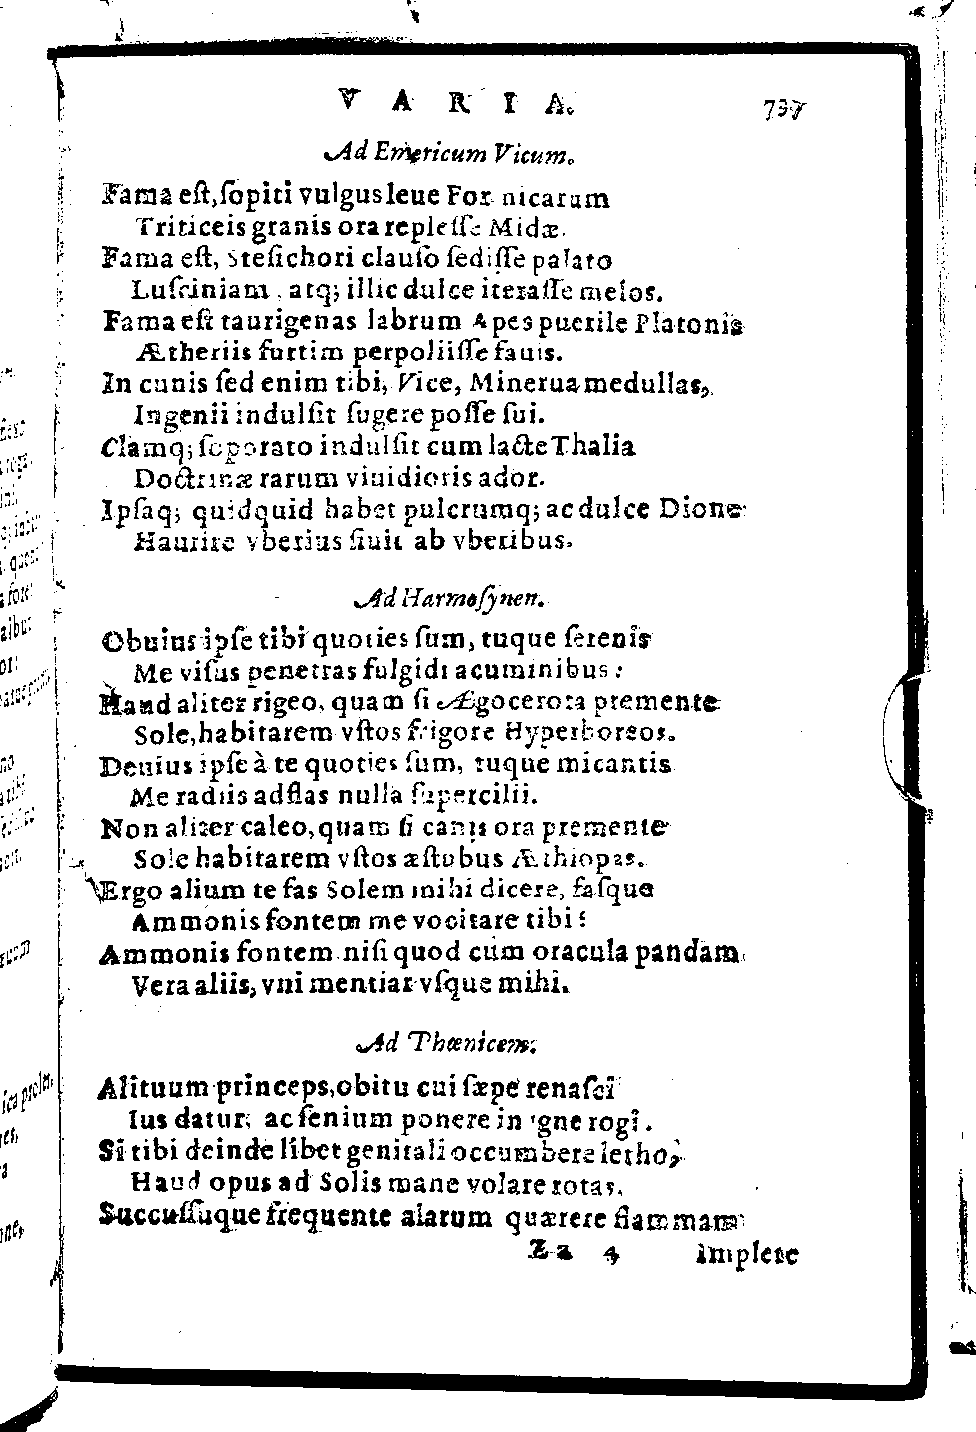 VARIA. 737
Ad Emericum Vicum.
Fama eſt, ſopiti vulgus leue Formicarum
Triticeis granis ora repleſſe Midæ.
Fama eſt, Steſichori clauſo ſediſſe palato
Luſciniam, atq; illic dulce iteraſſe melos.
Fama eſt taurigenas labrum Apes puerile Platonis
Ætheriis furtim perpoliiſſe fauis.
In cunis ſed enim tibi, Vice, Minerua medullas,
Ingenii indulſit ſugere poſſe ſui.
Clamq; ſoporato indulſit cum lacte Thalia
Doctrinæ rarum viuidioris ador.
Ipſaq; quidquid habet pulcrumq; ac dulce Dione
Haurire vberius ſiuit ab vberibus.
Ad Harmoſynen.
Obuius ipſe tibi quoties ſum, tuque ſerenis
Me viſus penetras fulgidi acuminibus:
Haud aliter rigeo, quam ſi Ægocerota premente
Sole, habitarem vſtos frigore Hyperboreos.
Deuius ipſe à te quoties ſum, tuque micantis
Me radiis adflas nulla ſupercilii.
Non aliter caleo, quam ſi canis ora premente
Sole habitarem vſtos æſtubus Æthiopas.
Ergo alium te fas Solem mihi dicere, faſque
Ammonis fontem me vocitare tibi:
Ammonis fontem niſi quod cùm oracula pandam
Vera aliis, vni mentiar vſque mihi.
Ad Thœnicem.
Alituum princeps, obitu cui ſæpe renaſci
Ius datur, ac ſenium ponere in igne rogi.
Si tibi deinde libet genitali occumbere letho,
Haud opus ad Solis mane volare rotas,
Succuſſuque frequente alarum quærere flammam
Zz 4 implete